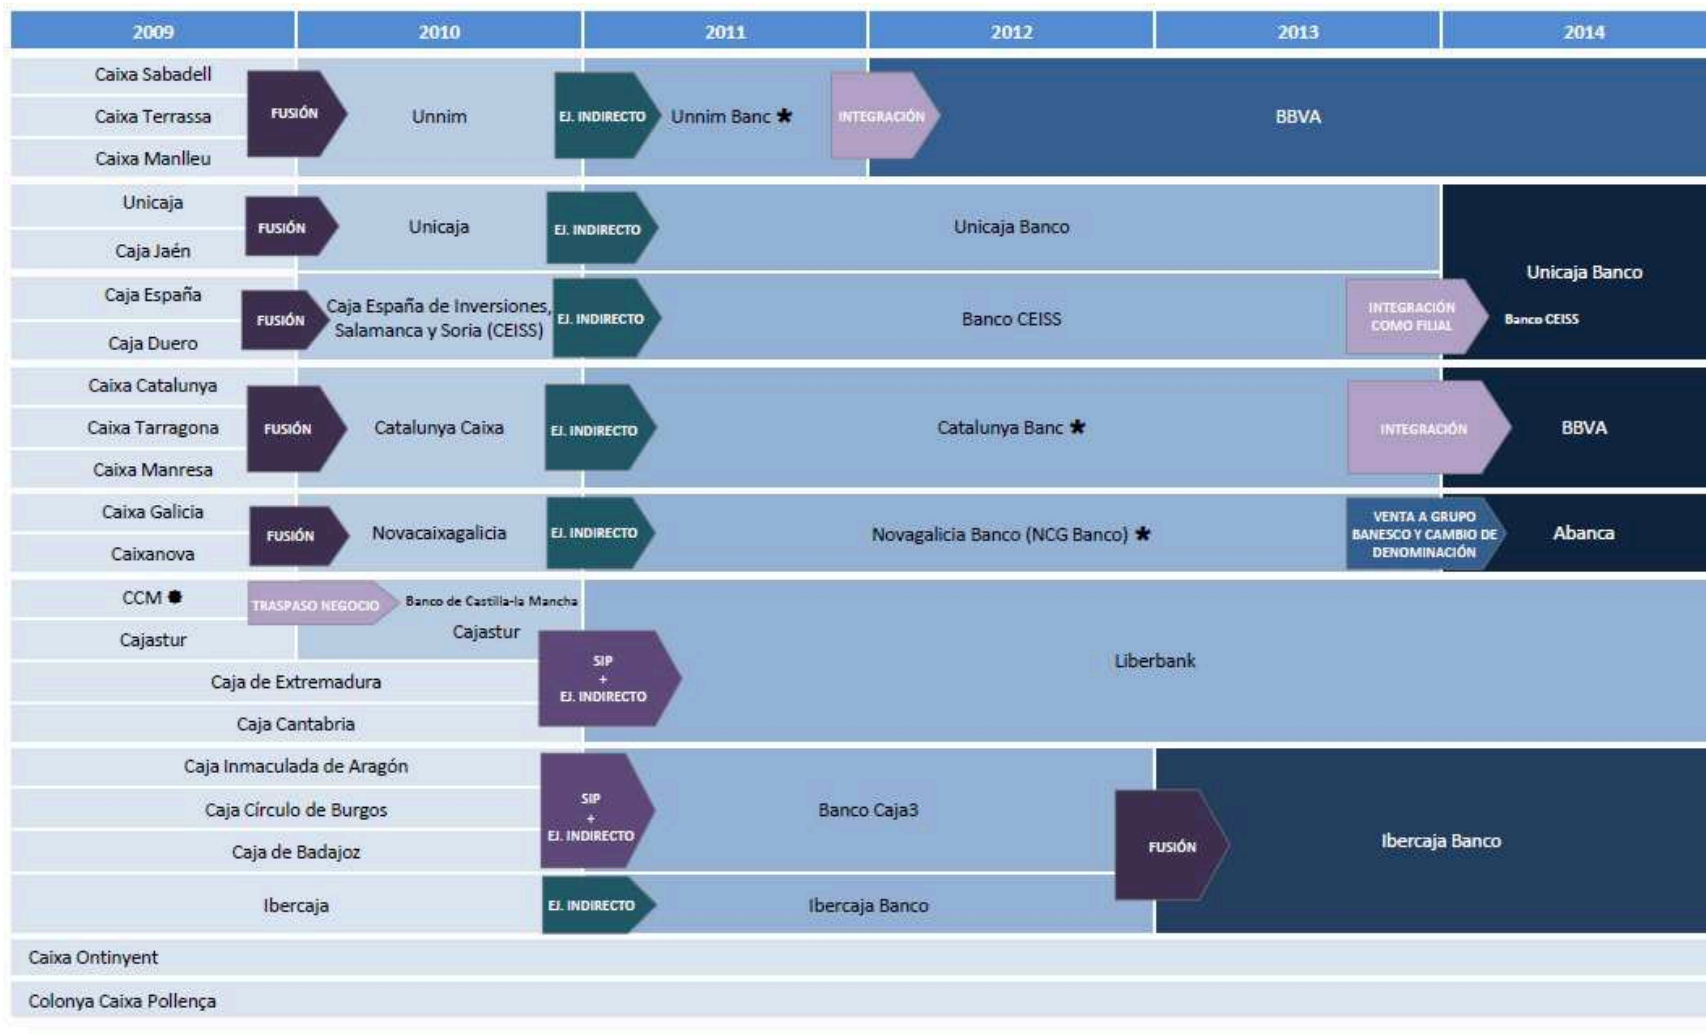 2009 2010 2011 2012 2013 2014
Caixa Sabadell
Caixa Terrassa
Caixa Manlleu
FUSIÓN
Unnim
EJ. INDIRECTO
Unnim Banc *
INTEGRACIÓN
BBVA
Unicaja
Caja Jaén
FUSIÓN
Unicaja
EJ. INDIRECTO
Unicaja Banco
Caja España
Caja Duero
FUSIÓN
Caja España de Inversiones,
Salamanca y Soria (CEISS)
EJ. INDIRECTO
Banco CEISS
INTEGRACIÓN
COMO FILIAL
Unicaja Banco
Banco CEISS
Caixa Catalunya
Caixa Tarragona
Caixa Manresa
FUSIÓN
Catalunya Caixa
EJ. INDIRECTO
Catalunya Banc *
INTEGRACIÓN
BBVA
Caixa Galicia
Caixanova
FUSIÓN
Novacaixagalicia
EJ. INDIRECTO
Novagalicia Banco (NCG Banco) *
VENTA A GRUPO
BANESCO Y CAMBIO DE
DENOMINACIÓN
Abanca
CCM
Cajastur
TRASPASO NEGOCIO
Banco de Castilla-la Mancha
Cajastur
Caja de Extremadura
Caja Cantabria
SIP
+
EJ. INDIRECTO
Liberbank
Caja Inmaculada de Aragón
Caja Círculo de Burgos
Caja de Badajoz
SIP
+
EJ. INDIRECTO
Banco Caja3
Ibercaja
EJ. INDIRECTO
Ibercaja Banco
FUSIÓN
Ibercaja Banco
Caixa Ontinyent
Colonya Caixa Pollença